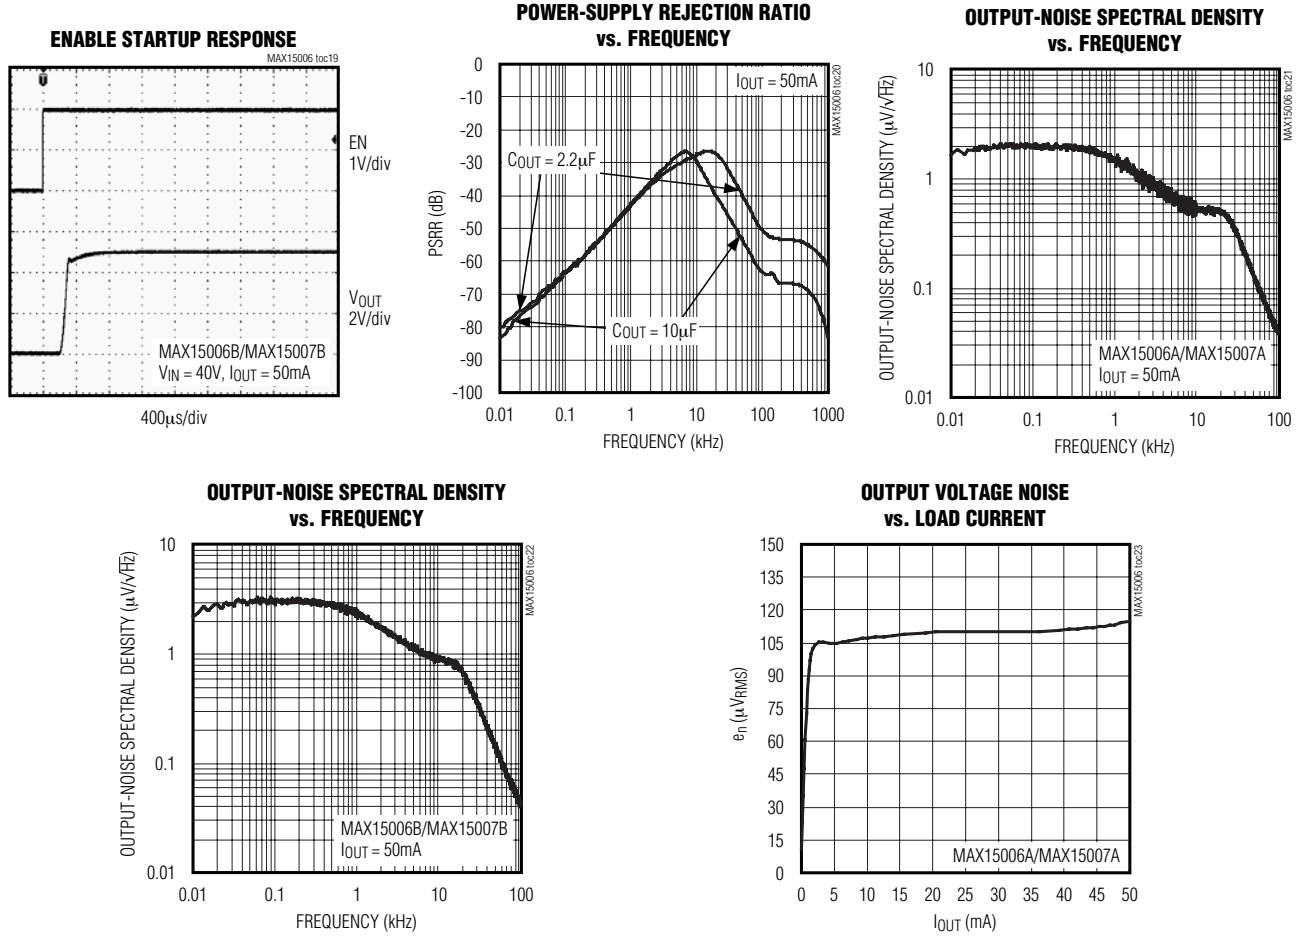 ENABLE STARTUP RESPONSE
MAX15006 toc19
EN
1V/div
VOUT
2V/div
MAX15006B/MAX15007B
VIN = 40V, IOUT = 50mA
400µs/div
POWER-SUPPLY REJECTION RATIO
vs. FREQUENCY
MAX15006 toc20
IOUT = 50mA
COUT = 2.2µF
COUT = 10µF
PSRR (dB)
0
-10
-20
-30
-40
-50
-60
-70
-80
-90
-100
0.01 0.1 1 10 100 1000
FREQUENCY (kHz)
OUTPUT-NOISE SPECTRAL DENSITY
vs. FREQUENCY
MAX15006 toc21
OUTPUT-NOISE SPECTRAL DENSITY (µV/√Hz)
10
1
0.1
0.01
MAX15006A/MAX15007A
IOUT = 50mA
0.01 0.1 1 10 100
FREQUENCY (kHz)
OUTPUT-NOISE SPECTRAL DENSITY
vs. FREQUENCY
MAX15006 toc22
OUTPUT-NOISE SPECTRAL DENSITY (µV/√Hz)
10
1
0.1
0.01
MAX15006B/MAX15007B
IOUT = 50mA
0.01 0.1 1 10 100
FREQUENCY (kHz)
OUTPUT VOLTAGE NOISE
vs. LOAD CURRENT
MAX15006 toc23
en (µVRMS)
150
135
120
105
90
75
60
45
30
15
0
MAX15006A/MAX15007A
0 5 10 15 20 25 30 35 40 45 50
IOUT (mA)